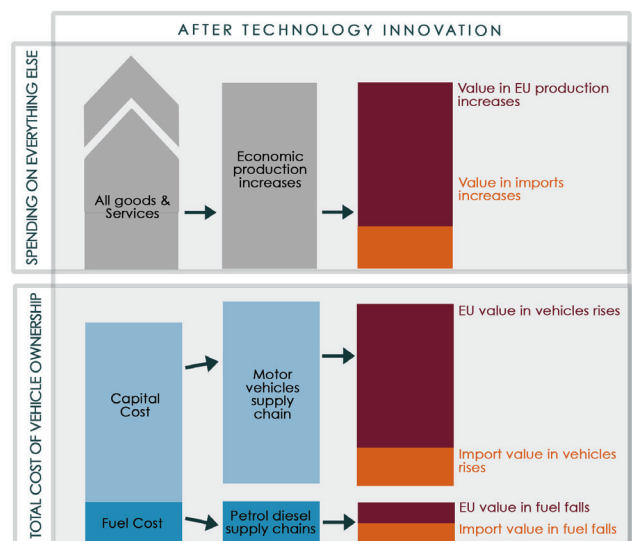 AFTER TECHNOLOGY INNOVATION
SPENDING ON EVERYTHING ELSE
All goods &
Services
Economic
production
increases
Value in EU production
increases
Value in imports
increases
TOTAL COST OF VEHICLE OWNERSHIP
Capital
Cost
Motor
vehicles
supply
chain
EU value in vehicles rises
Import value in vehicles
rises
Fuel Cost
Petrol diesel
supply chains
EU value in fuel falls
Import value in fuel falls